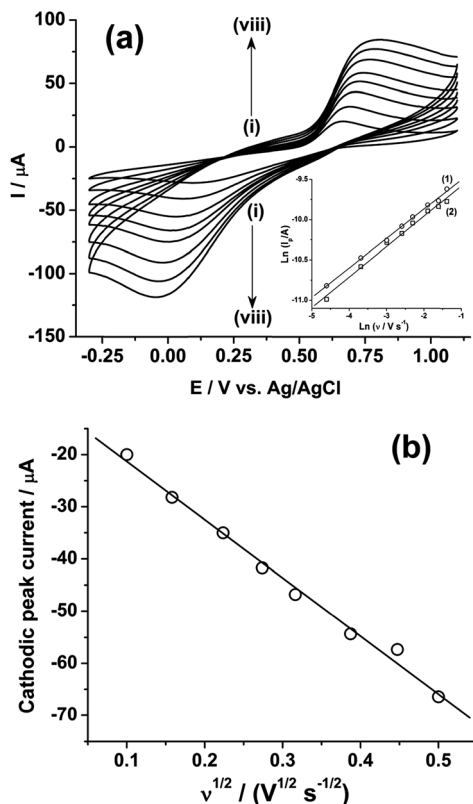 (a)
(viii)
(i)
(i)
(viii)
100
50
0
-50
-100
-150
I / μA
-0.25 0.00 0.25 0.50 0.75 1.00
E / V vs. Ag/AgCl
(1)
(2)
-9.5
-10.0
-10.5
-11.0
Ln (Ip/A)
-5 -4 -3 -2 -1
Ln (ν / V s-1)
(b)
-20
-30
-40
-50
-60
-70
Cathodic peak current / μA
0.1 0.2 0.3 0.4 0.5
ν1/2 / (V1/2 s-1/2)